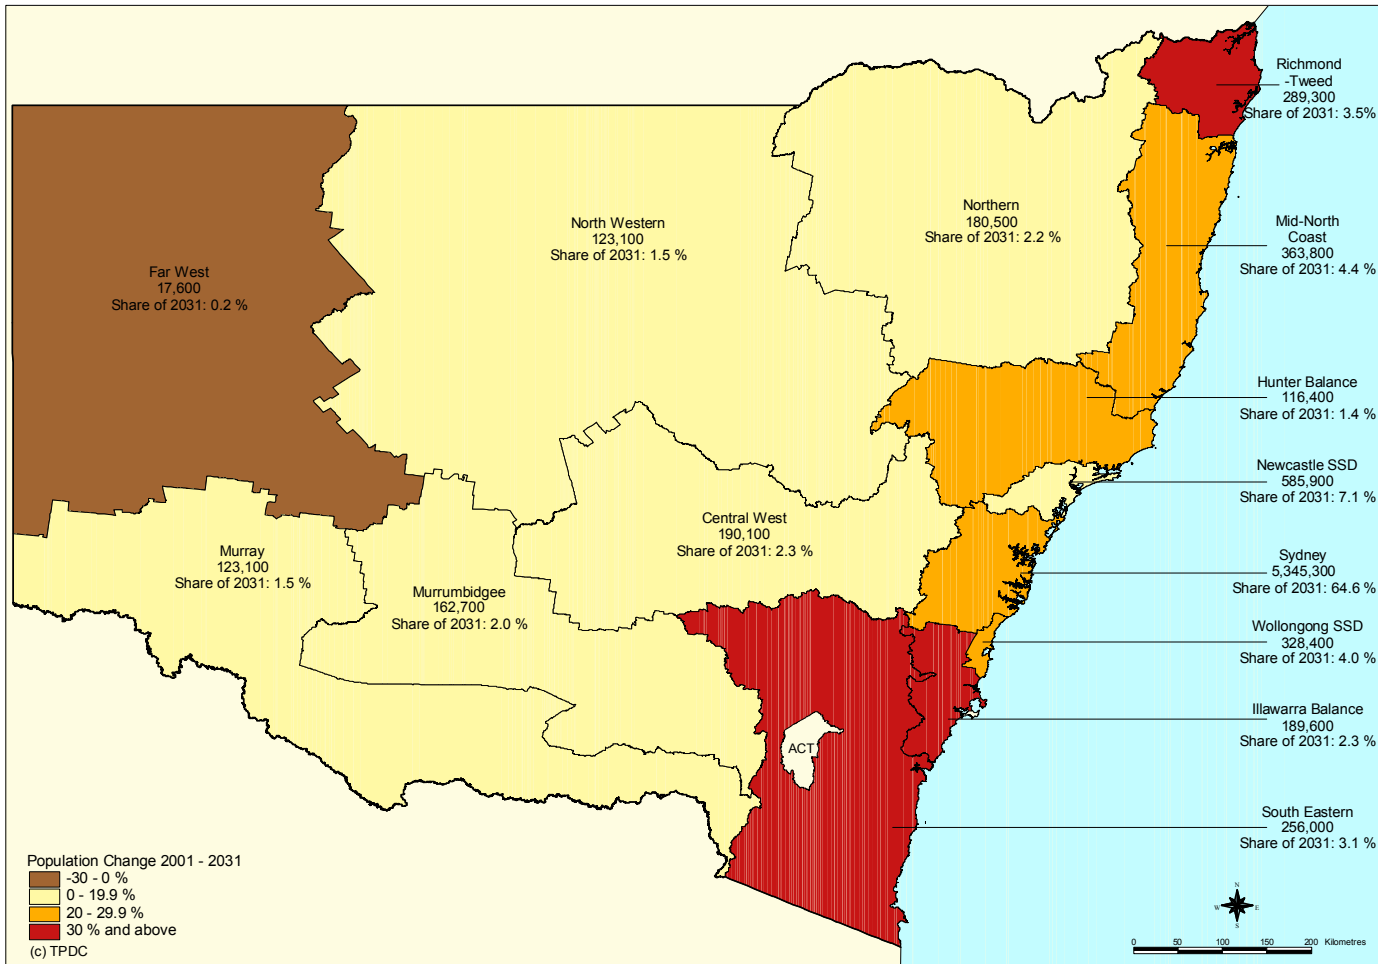 Richmond
-Tweed
289,300
Share of 2031: 3.5%
Northern
180,500
Share of 2031: 2.2 %
North Western
123,100
Share of 2031: 1.5 %
Mid-North
Coast
363,800
Share of 2031: 4.4 %
Far West
17,600
Share of 2031: 0.2 %
Hunter Balance
116,400
Share of 2031: 1.4 %
Newcastle SSD
585,900
Share of 2031: 7.1 %
Central West
190,100
Share of 2031: 2.3 %
Murray
123,100
Share of 2031: 1.5 %
Murrumbidgee
162,700
Share of 2031: 2.0 %
Sydney
5,345,300
Share of 2031: 64.6 %
Wollongong SSD
328,400
Share of 2031: 4.0 %
Illawarra Balance
189,600
Share of 2031: 2.3 %
ACT
South Eastern
256,000
Share of 2031: 3.1 %
Population Change 2001 - 2031
-30 - 0 %
0 - 19.9 %
20 - 29.9 %
30 % and above
(c) TPDC
N
W E
S
0 50 100 150 200 Kilometres